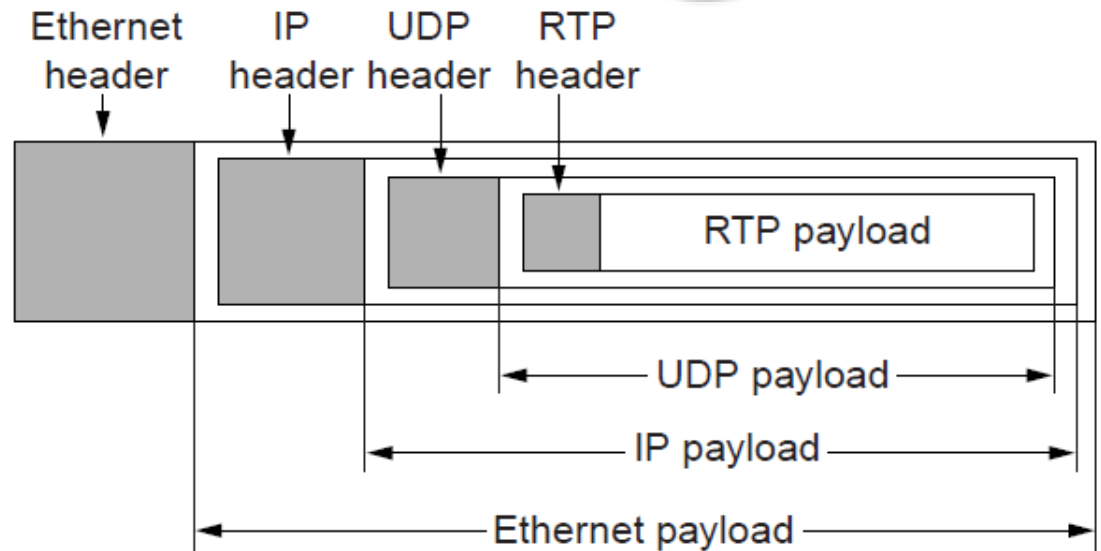 Ethernet header
IP header
UDP header
RTP header
RTP payload
UDP payload
IP payload
Ethernet payload